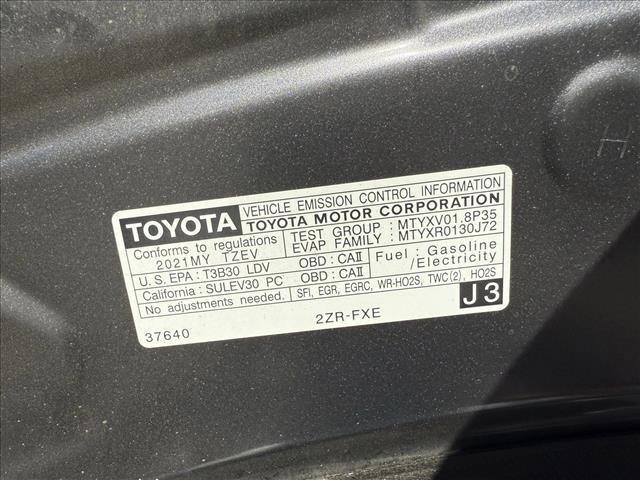 TOYOTA VEHICLE EMISSION CONTROL INFORMATION
TOYOTA MOTOR CORPORATION
Conforms to regulations
2021MY TZEV
TEST GROUP : MTYXV01.8P35
EVAP FAMILY : MTYXR0130J72
U.S. EPA : T3B30 LDV OBD : CAII
California : SULEV30 PC OBD : CAII
Fuel : Gasoline
/Electricity
No adjustments needed. SFI, EGR, EGRC, WR-HO2S, TWC(2), HO2S
37640 2ZR-FXE J3
H